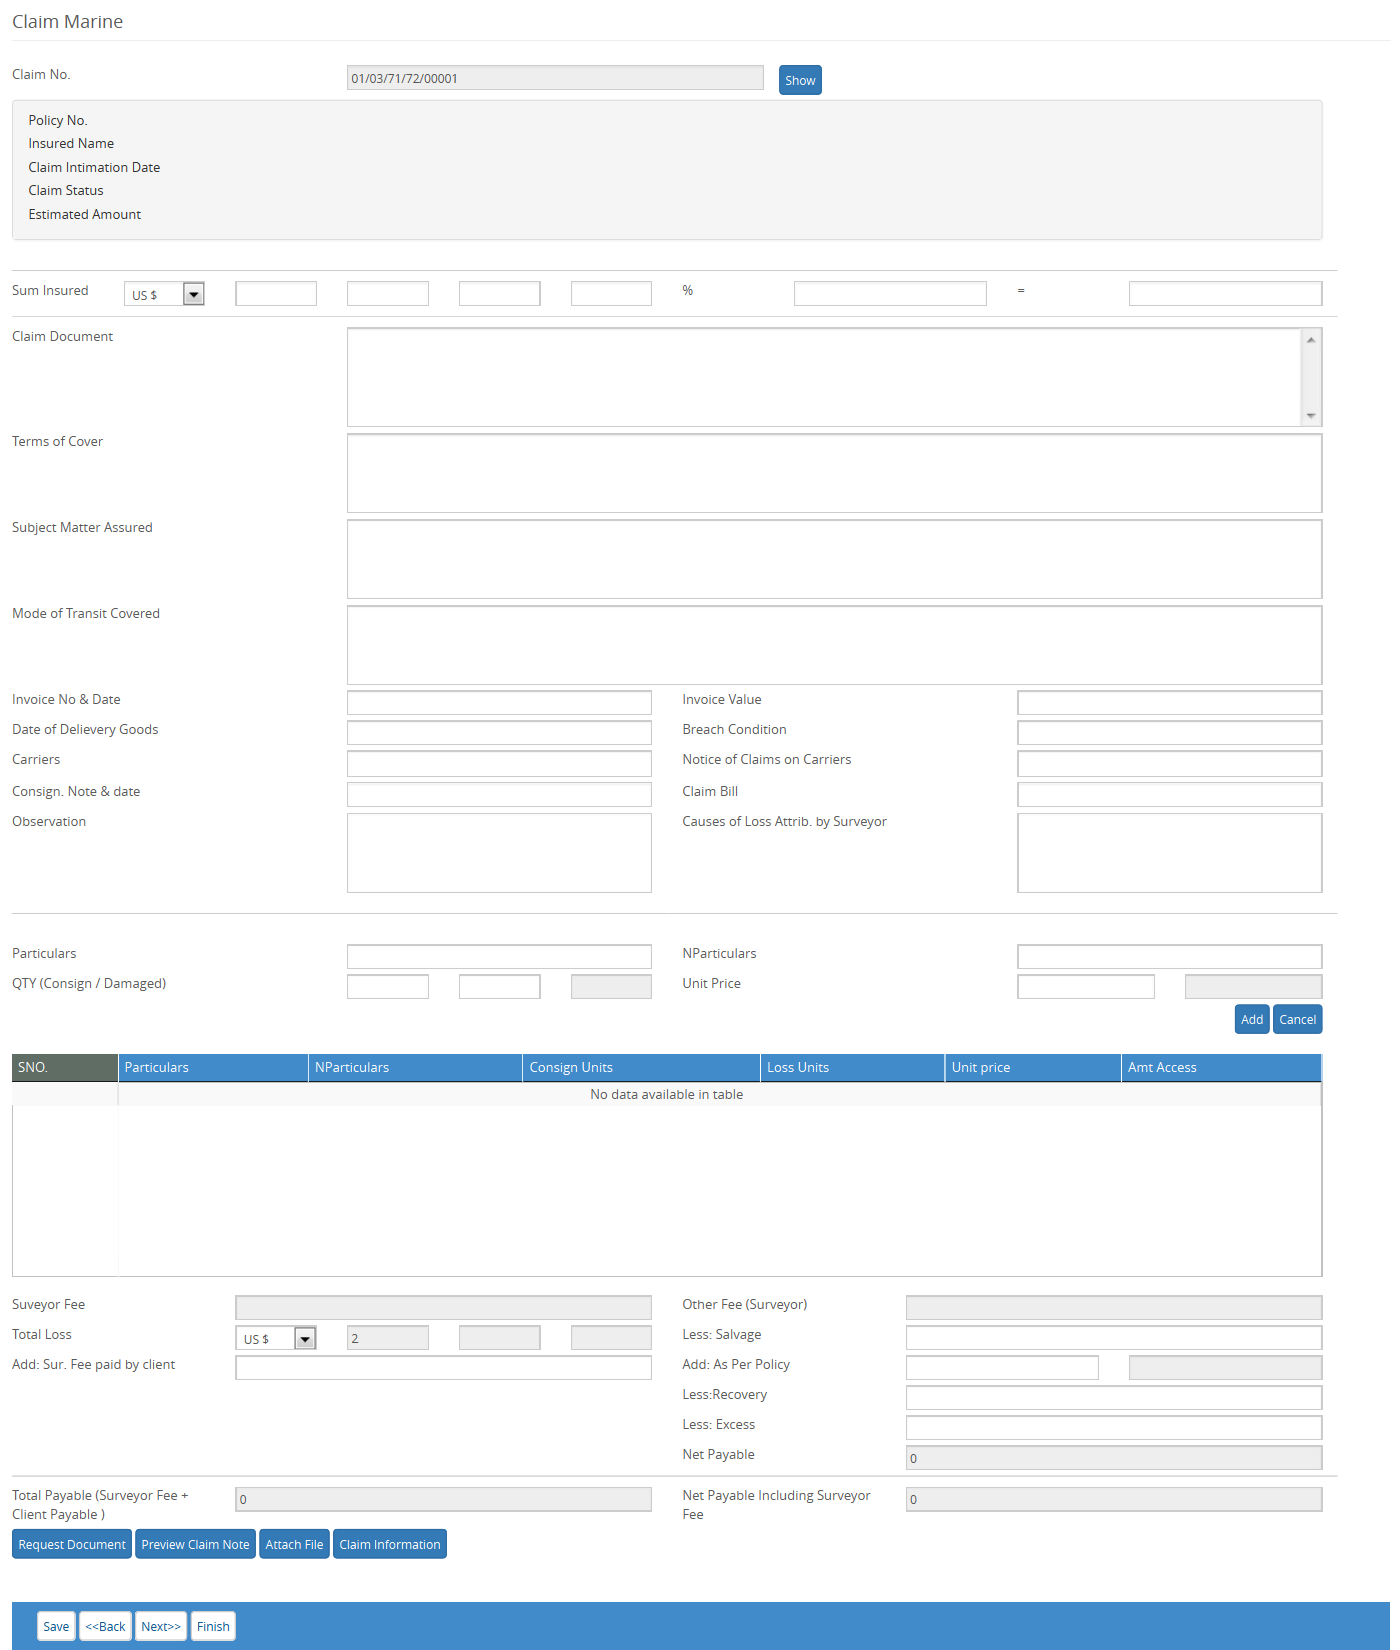 Claim Marine
Claim No. 01/03/71/72/00001 Show
Policy No.
Insured Name
Claim Intimation Date
Claim Status
Estimated Amount
Sum Insured US $ % =
Claim Document
Terms of Cover
Subject Matter Assured
Mode of Transit Covered
Invoice No & Date Invoice Value
Date of Delievery Goods Breach Condition
Carriers Notice of Claims on Carriers
Consign. Note & date Claim Bill
Observation Causes of Loss Attrib. by Surveyor
Particulars NParticulars
QTY (Consign / Damaged) Unit Price
Add Cancel
SNO. Particulars NParticulars Consign Units Loss Units Unit price Amt Access
No data available in table
Suveyor Fee Other Fee (Surveyor)
Total Loss US $ 2 Less: Salvage
Add: Sur. Fee paid by client Add: As Per Policy
Less:Recovery
Less: Excess
Net Payable 0
Total Payable (Surveyor Fee + 0 Net Payable Including Surveyor 0
Client Payable ) Fee
Request Document Preview Claim Note Attach File Claim Information
Save <<Back Next>> Finish